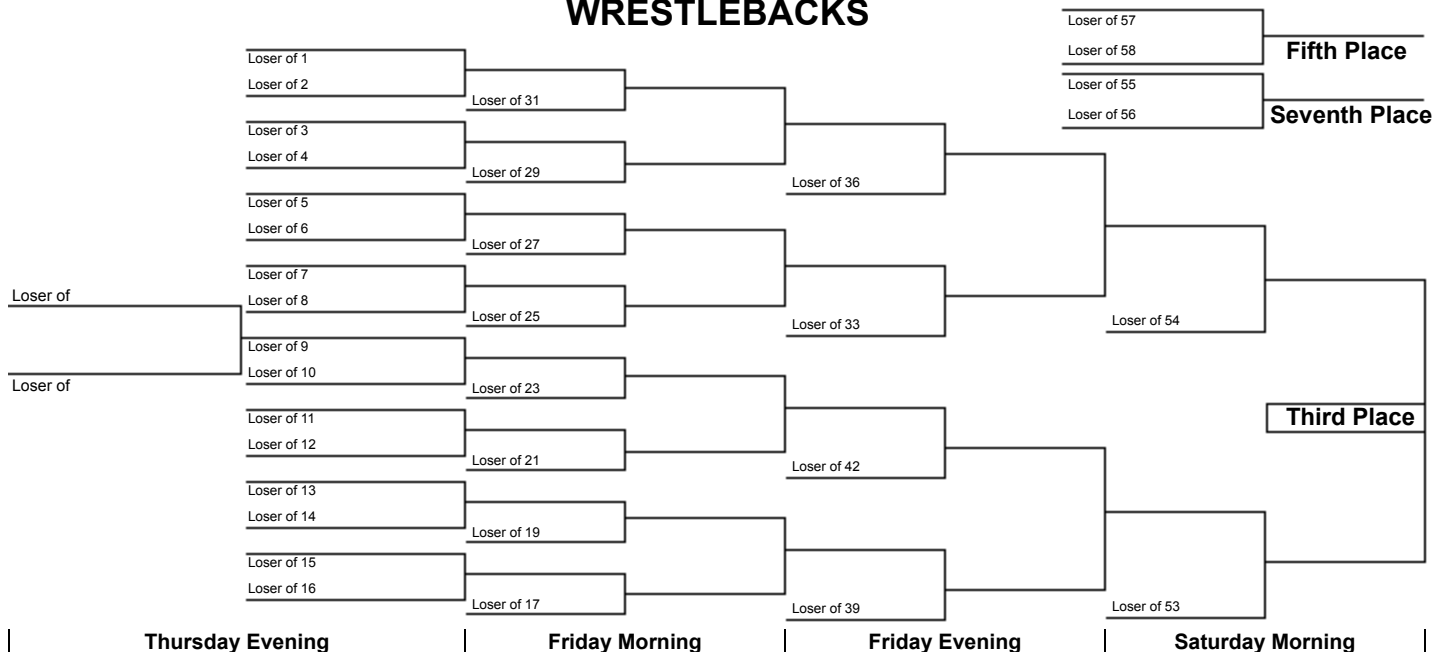 WRESTLEBACKS
Loser of 57
Loser of 58
Fifth Place
Loser of 55
Loser of 56
Seventh Place
Loser of
Loser of
Loser of 1
Loser of 2
Loser of 3
Loser of 4
Loser of 5
Loser of 6
Loser of 7
Loser of 8
Loser of 9
Loser of 10
Loser of 11
Loser of 12
Loser of 13
Loser of 14
Loser of 15
Loser of 16
Loser of 31
Loser of 29
Loser of 27
Loser of 25
Loser of 23
Loser of 21
Loser of 19
Loser of 17
Loser of 36
Loser of 33
Loser of 42
Loser of 39
Loser of 54
Loser of 53
Third Place
Thursday Evening
Friday Morning
Friday Evening
Saturday Morning